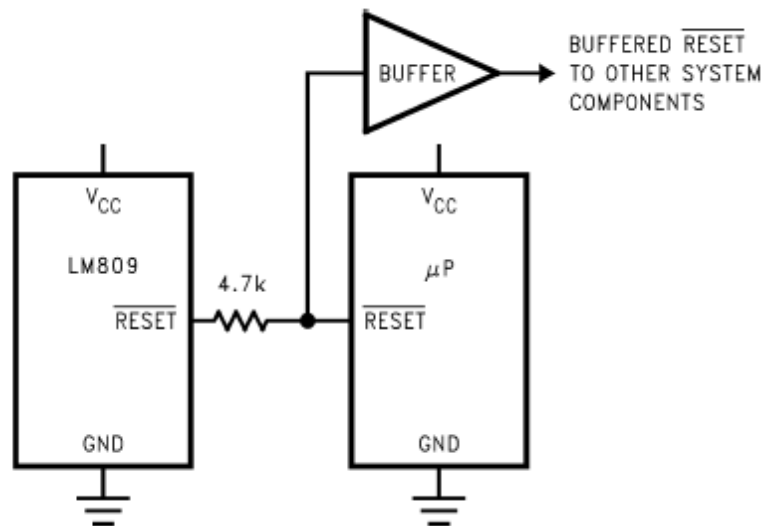 BUFFER
BUFFERED RESET
TO OTHER SYSTEM
COMPONENTS
VCC
LM809
RESET
GND
4.7k
VCC
μP
RESET
GND